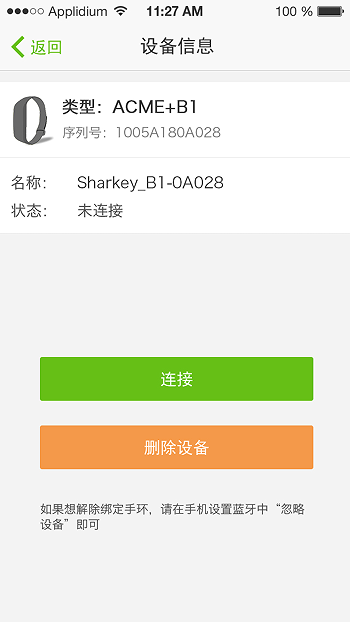 Applidium 11:27 AM 100 %
返回 设备信息
类型：ACME+B1
序列号：1005A180A028
名称： Sharkey_B1-0A028
状态： 未连接
连接
删除设备
如果想解除绑定手环，请在手机设置蓝牙中“忽略
设备”即可